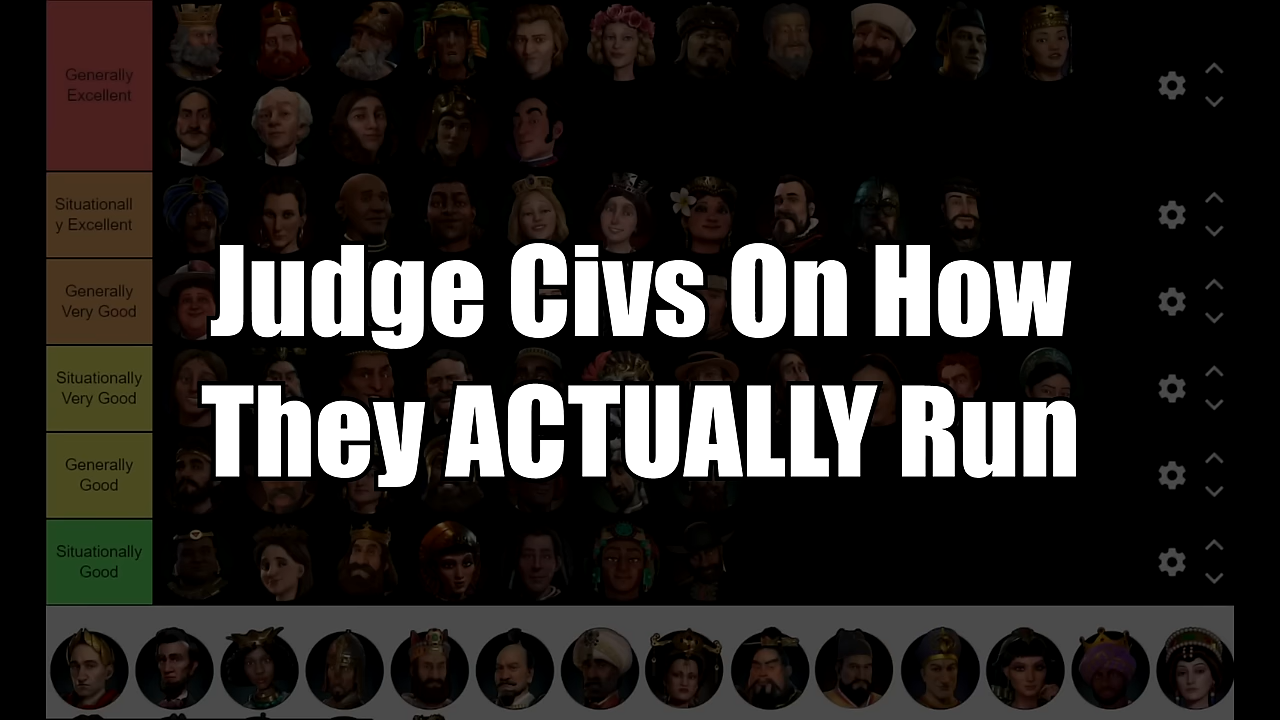 Generally
Excellent
Situationall
y Excellent
Generally
Very Good
Situationally
Very Good
Generally
Good
Situationally
Good
Judge Civs On How
They ACTUALLY Run